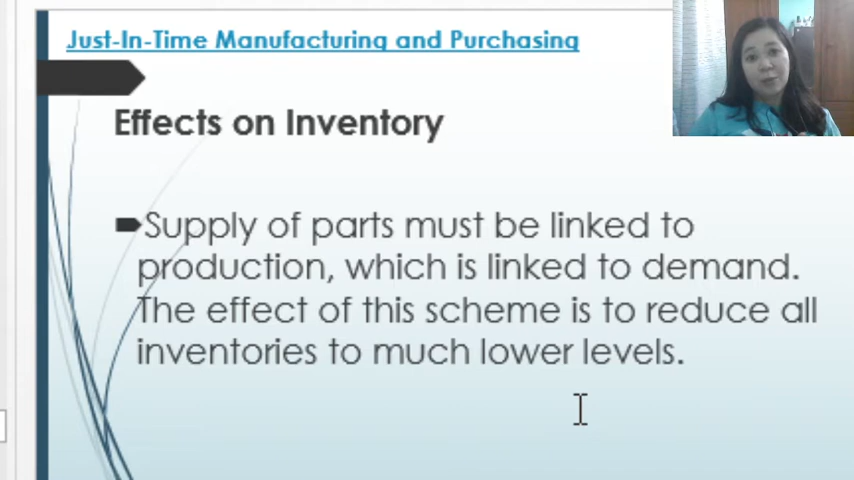 Just-In-Time Manufacturing and Purchasing
Effects on Inventory
Supply of parts must be linked to
production, which is linked to demand.
The effect of this scheme is to reduce all
inventories to much lower levels.